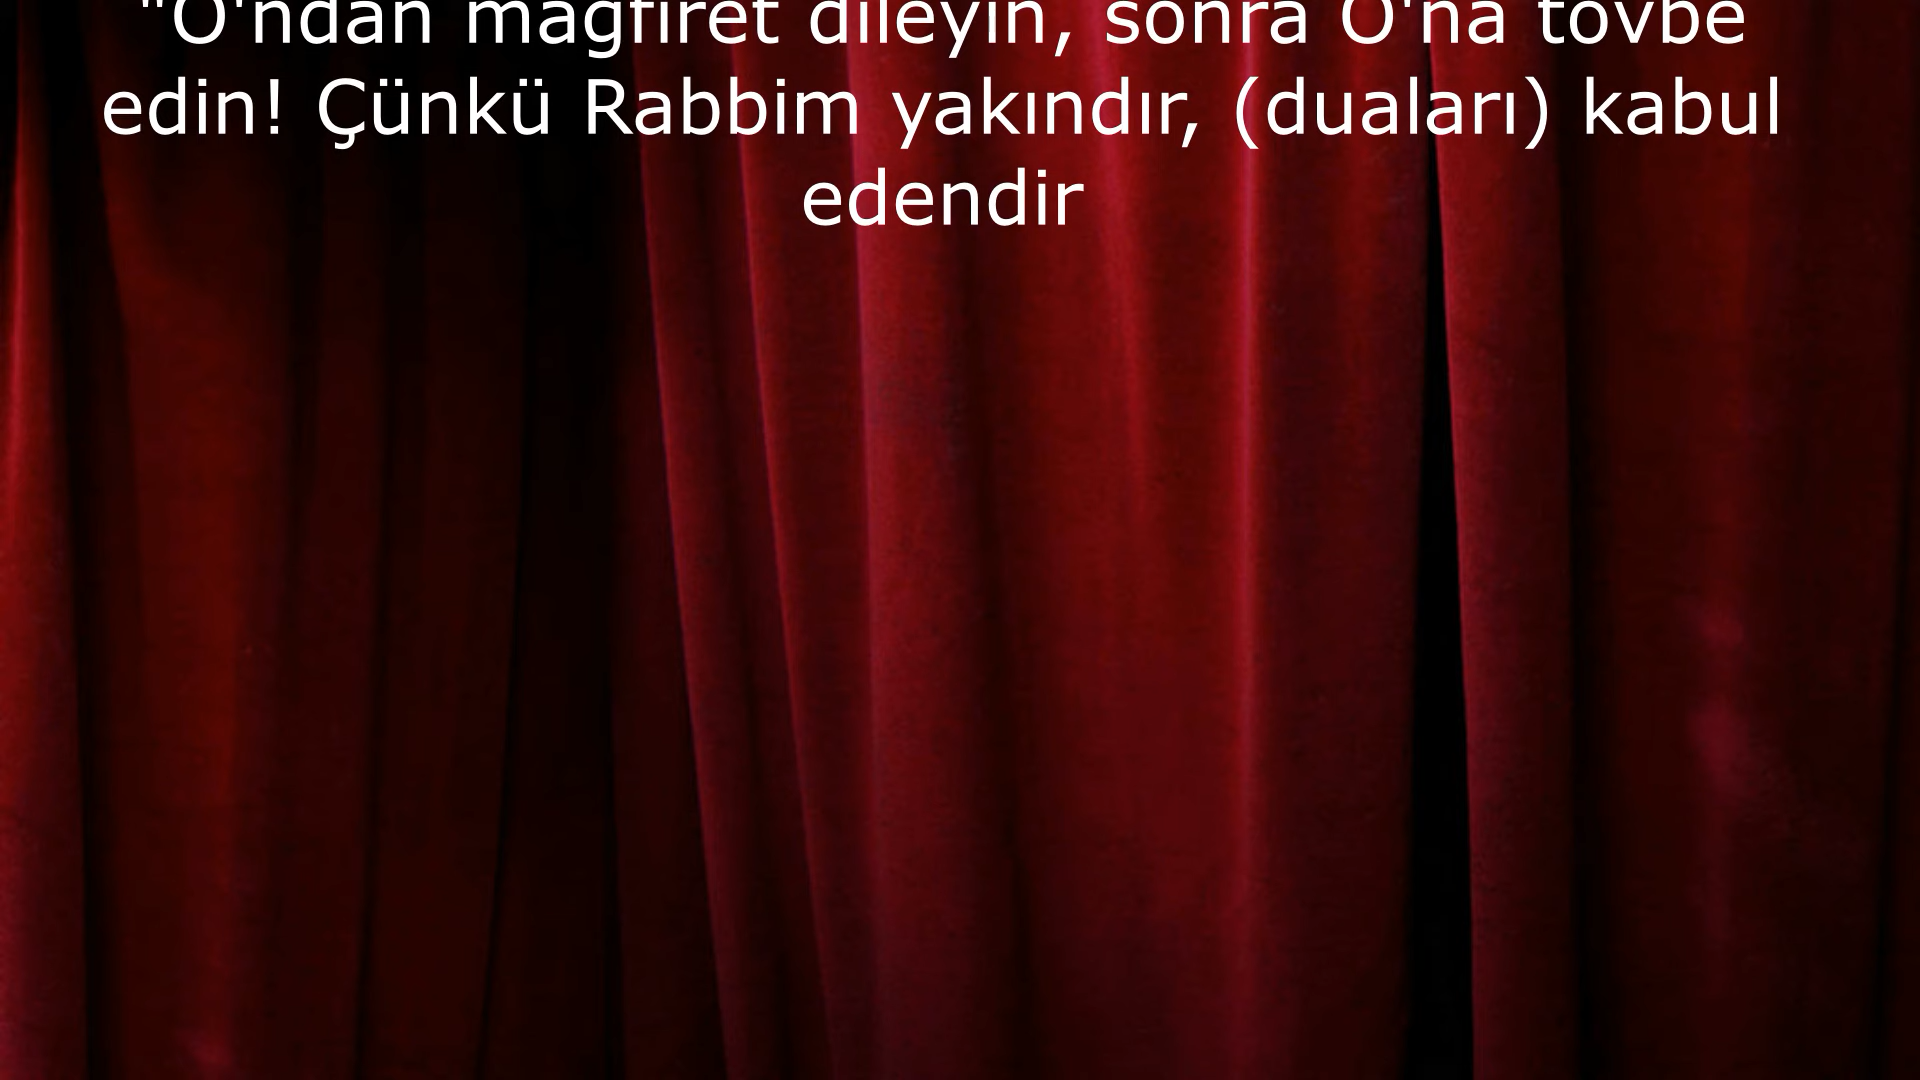 "O'ndan mağfiret dileyin, sonra O'na tövbe
edin! Çünkü Rabbim yakındır, (duaları) kabul
edendir